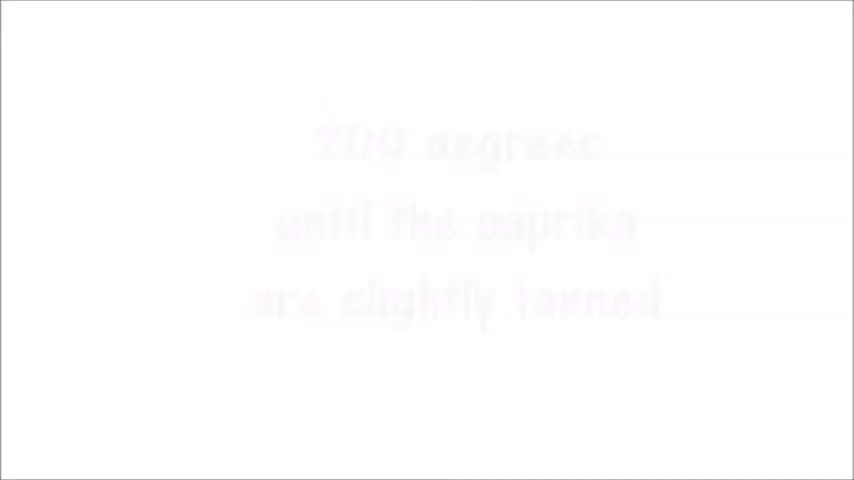 200 degrees
until the paprika
are slightly tanned